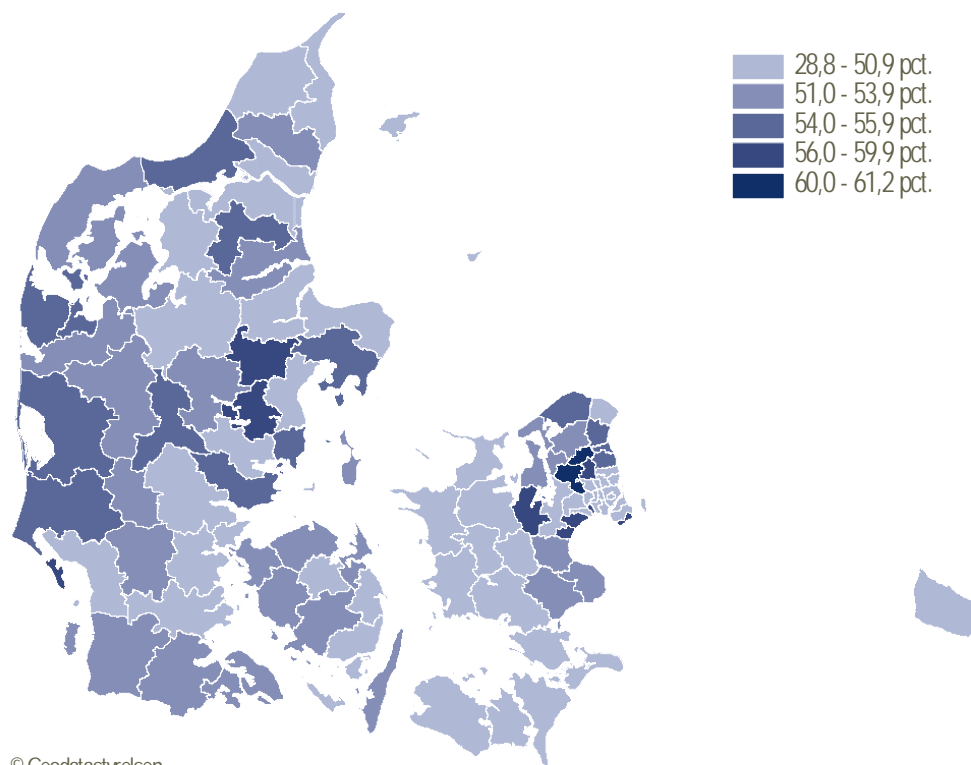 28,8 - 50,9 pct.
51,0 - 53,9 pct.
54,0 - 55,9 pct.
56,0 - 59,9 pct.
60,0 - 61,2 pct.
© Geodatastyrelsen